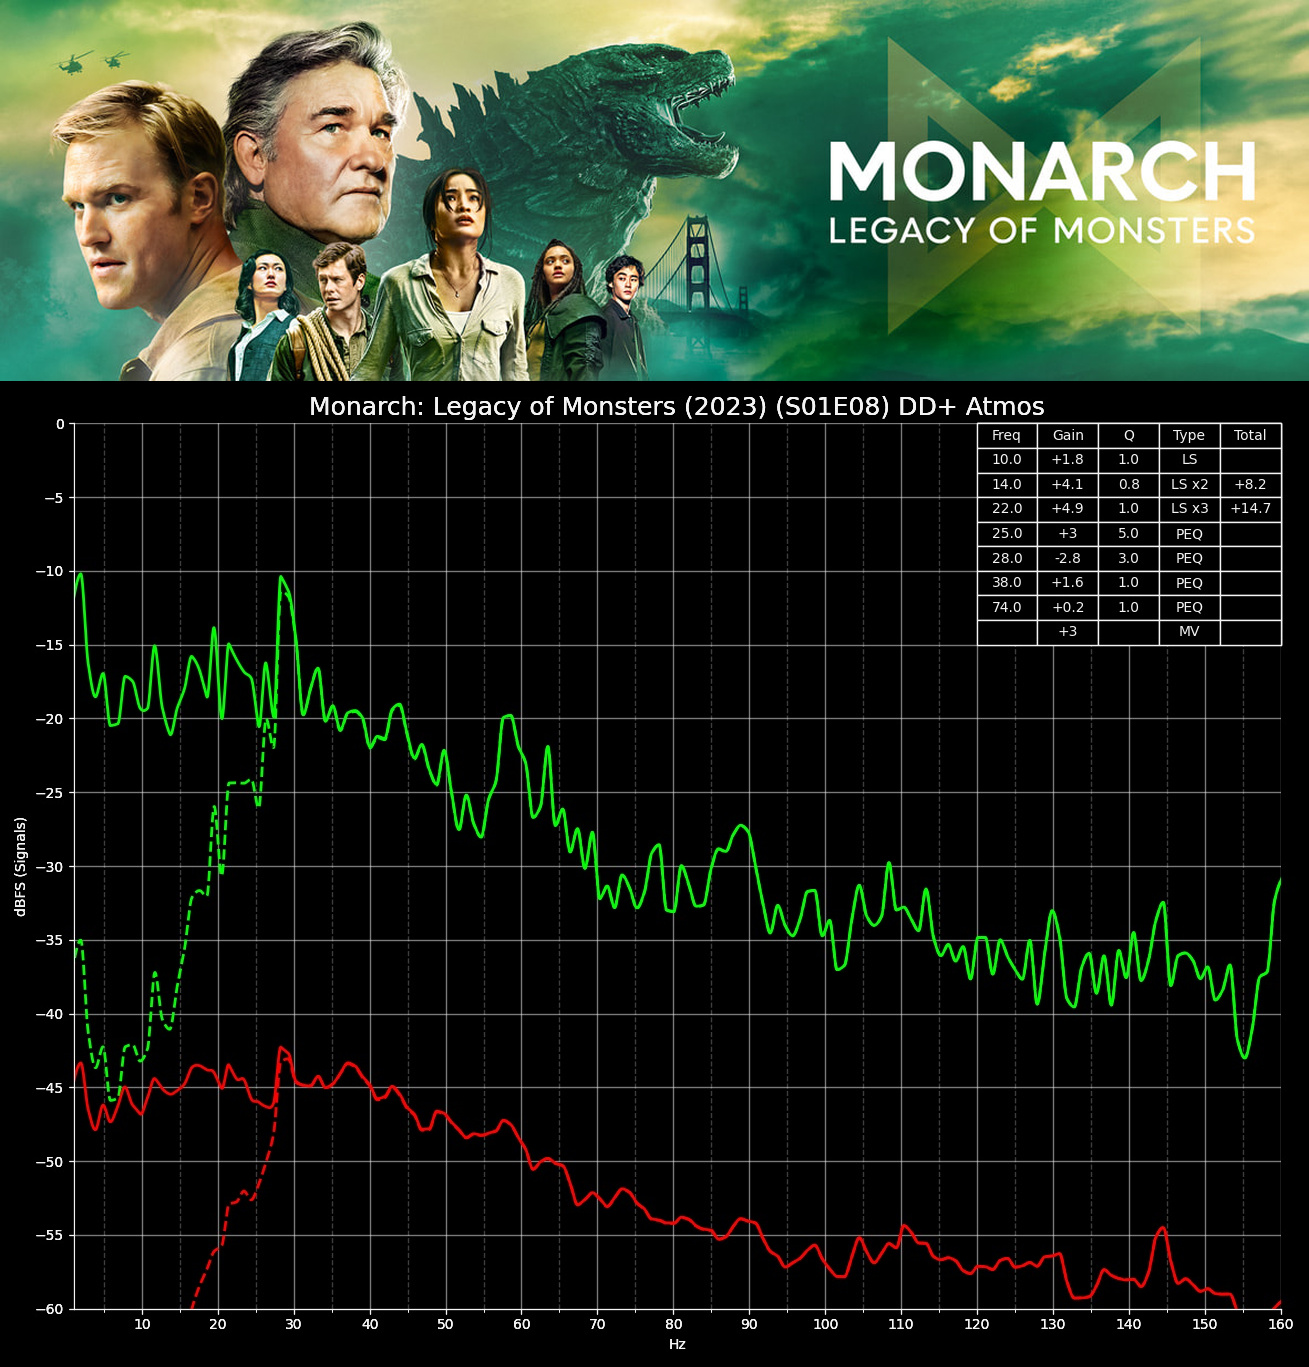 MONARCH
LEGACY OF MONSTERS
Monarch: Legacy of Monsters (2023) (S01E08) DD+ Atmos
Freq Gain Q Type Total
10.0 +1.8 1.0 LS
14.0 +4.1 0.8 LS x2 +8.2
22.0 +4.9 1.0 LS x3 +14.7
25.0 +3 5.0 PEQ
28.0 -2.8 3.0 PEQ
38.0 +1.6 1.0 PEQ
74.0 +0.2 1.0 PEQ
+3 MV
0
−5
−10
−15
−20
−25
−30
−35
−40
−45
−50
−55
−60
dBFS (Signals)
10 20 30 40 50 60 70 80 90 100 110 120 130 140 150 160
Hz